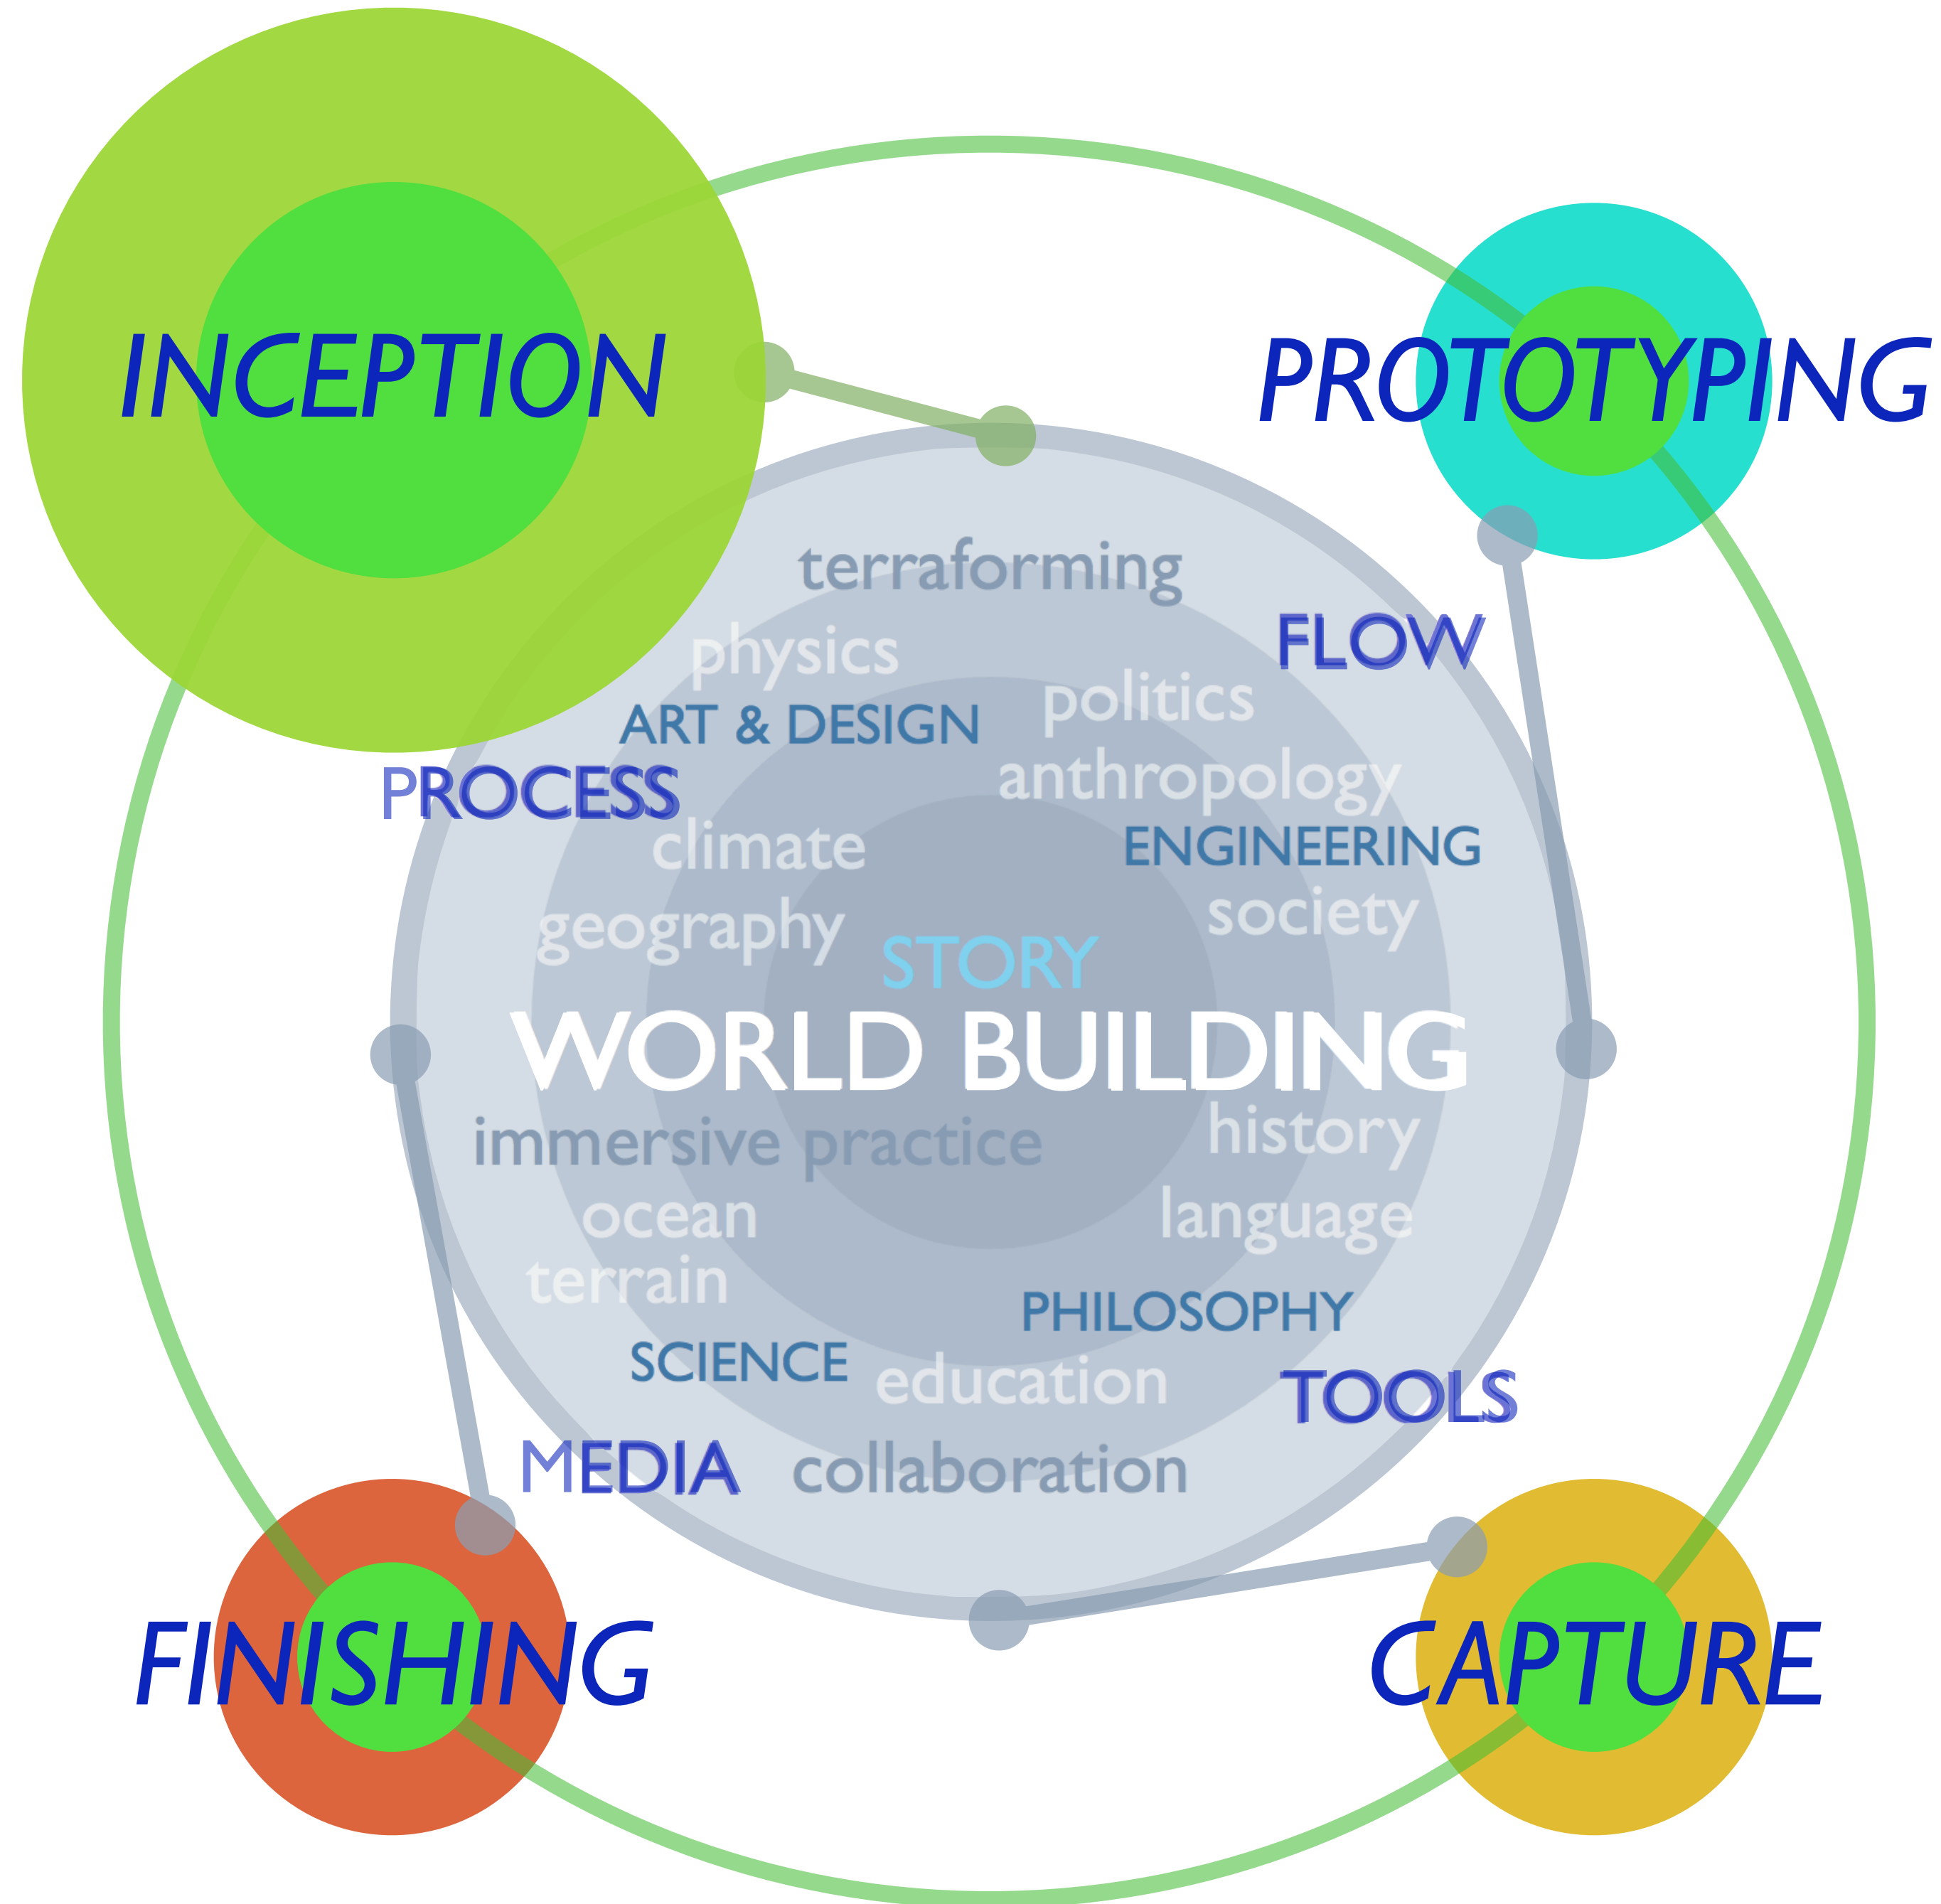 INCEPTION
PROTOTYPING
terraforming
FLOW
physics
politics
ART & DESIGN
anthropology
PROCESS
climate
ENGINEERING
geography
society
STORY
WORLD BUILDING
immersive practice
history
ocean
language
terrain
PHILOSOPHY
SCIENCE
education
TOOLS
MEDIA
collaboration
FINISHING
CAPTURE